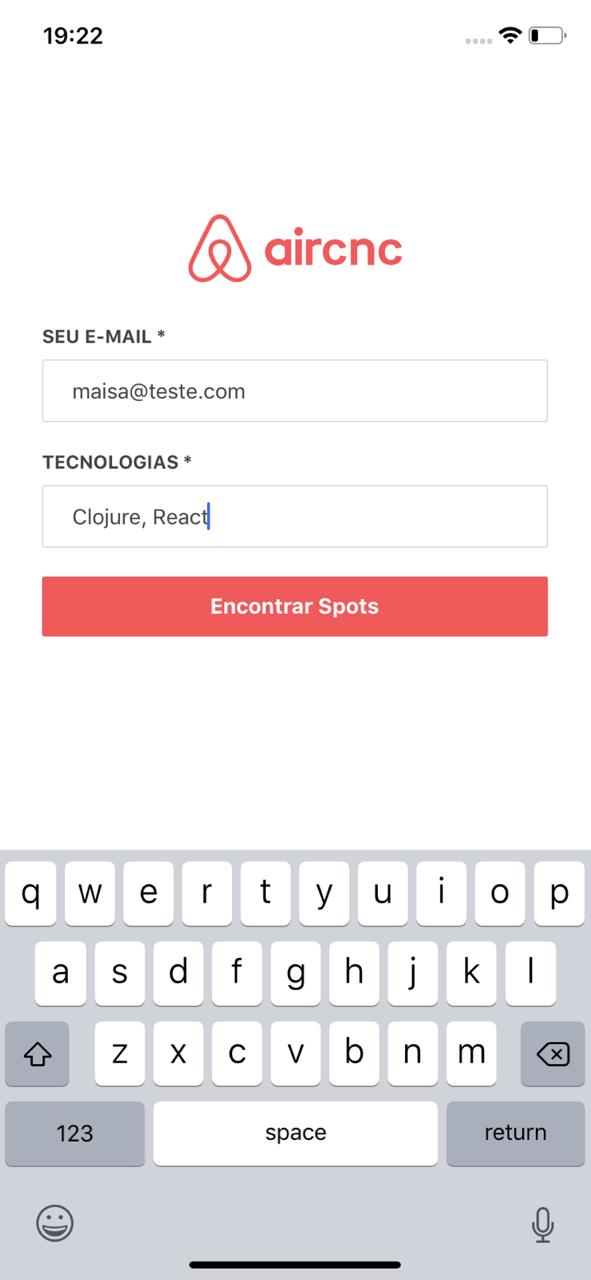 19:22
aircnc
SEU E-MAIL *
maisa@teste.com
TECNOLOGIAS *
Clojure, React
Encontrar Spots
q w e r t y u i o p
a s d f g h j k l
z x c v b n m
123 space return